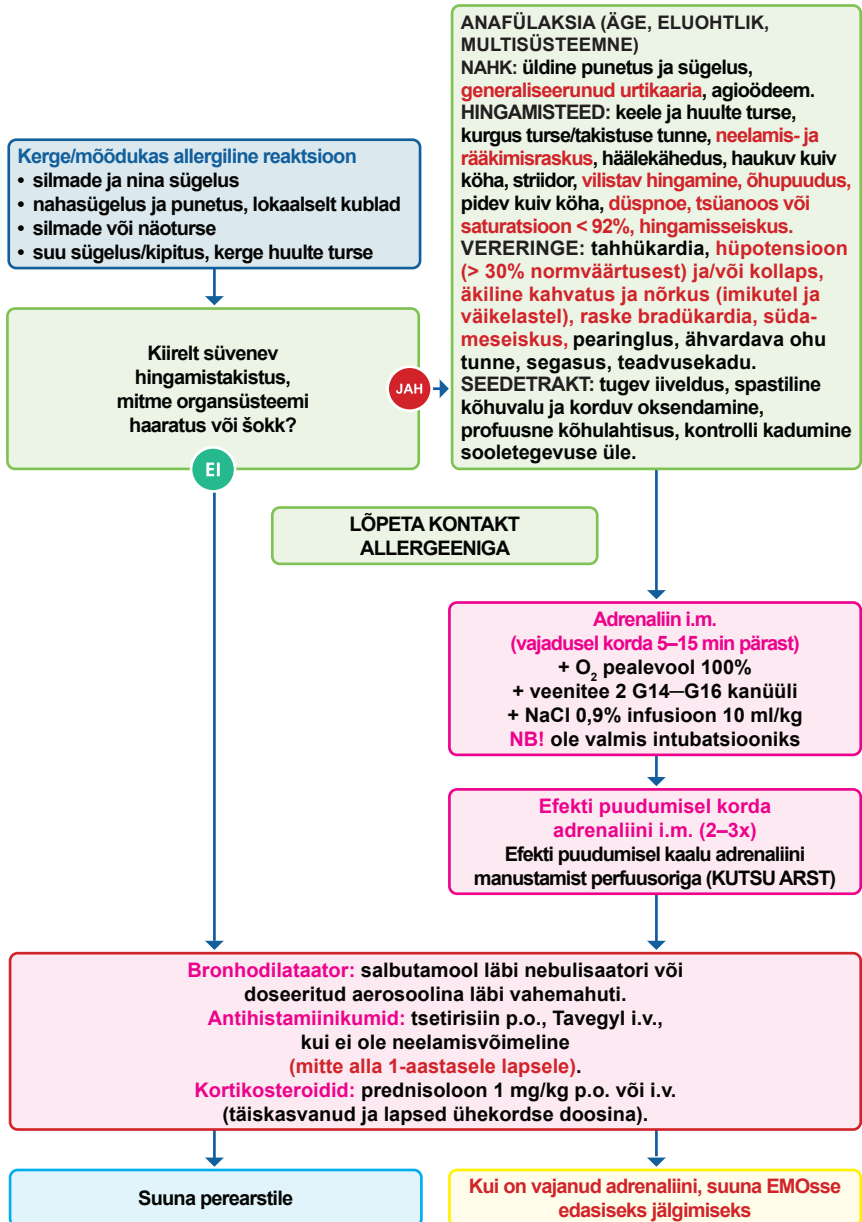 Kerge/mõõdukas allergiline reaktsioon
• silmade ja nina sügelus
• nahasügelus ja punetus, lokaalselt kublad
• silmade või näoturse
• suu sügelus/kipitus, kerge huulte turse
Kiirelt süvenev
hingamistakistus,
mitme organsüsteemi
haaratus või šokk?
JAH
EI
ANAFÜLAKSIA (ÄGE, ELUOHTLIK,
MULTISÜSTEEMNE)
NAHK: üldine punetus ja sügelus,
generaliseerunud urtikaaria, agioödeem.
HINGAMISTEED: keele ja huulte turse,
kurgus turse/takistuse tunne, neelamis- ja
rääkimisraskus, häälekähedus, haukuv kuiv
köha, striidor, vilistav hingamine, õhupuudus,
pidev kuiv köha, düspnoe, tsüanoos või
saturatsioon < 92%, hingamisseiskus.
VERERINGE: tahhükardia, hüpotensioon
(> 30% normväärtusest) ja/või kollaps,
äkiline kahvatus ja nõrkus (imikutel ja
väikelastel), raske bradükardia, süda-
meseiskus, pearinglus, ähvardava ohu
tunne, segasus, teadvusekadu.
SEEDETRAKT: tugev iiveldus, spastiline
kõhuvalu ja korduv oksendamine,
profuusne kõhulahtisus, kontrolli kadumine
sooletegevuse üle.
LÕPETA KONTAKT
ALLERGEENIGA
Adrenaliin i.m.
(vajadusel korda 5–15 min pärast)
+ O₂ pealevool 100%
+ veenitee 2 G14—G16 kanüüli
+ NaCl 0,9% infusioon 10 ml/kg
NB! ole valmis intubatsiooniks
Efekti puudumisel korda
adrenaliini i.m. (2–3x)
Efekti puudumisel kaalu adrenaliini
manustamist perfuusoriga (KUTSU ARST)
Bronhodilataator: salbutamool läbi nebulisaatori või
doseeritud aerosoolina läbi vahemahuti.
Antihistamiinikumid: tsetirisiin p.o., Tavegyl i.v.,
kui ei ole neelamisvõimeline
(mitte alla 1-aastasele lapsele).
Kortikosteroidid: prednisoloon 1 mg/kg p.o. või i.v.
(täiskasvanud ja lapsed ühekordse doosina).
Suuna perearstile
Kui on vajanud adrenaliini, suuna EMOsse
edasiseks jälgimiseks